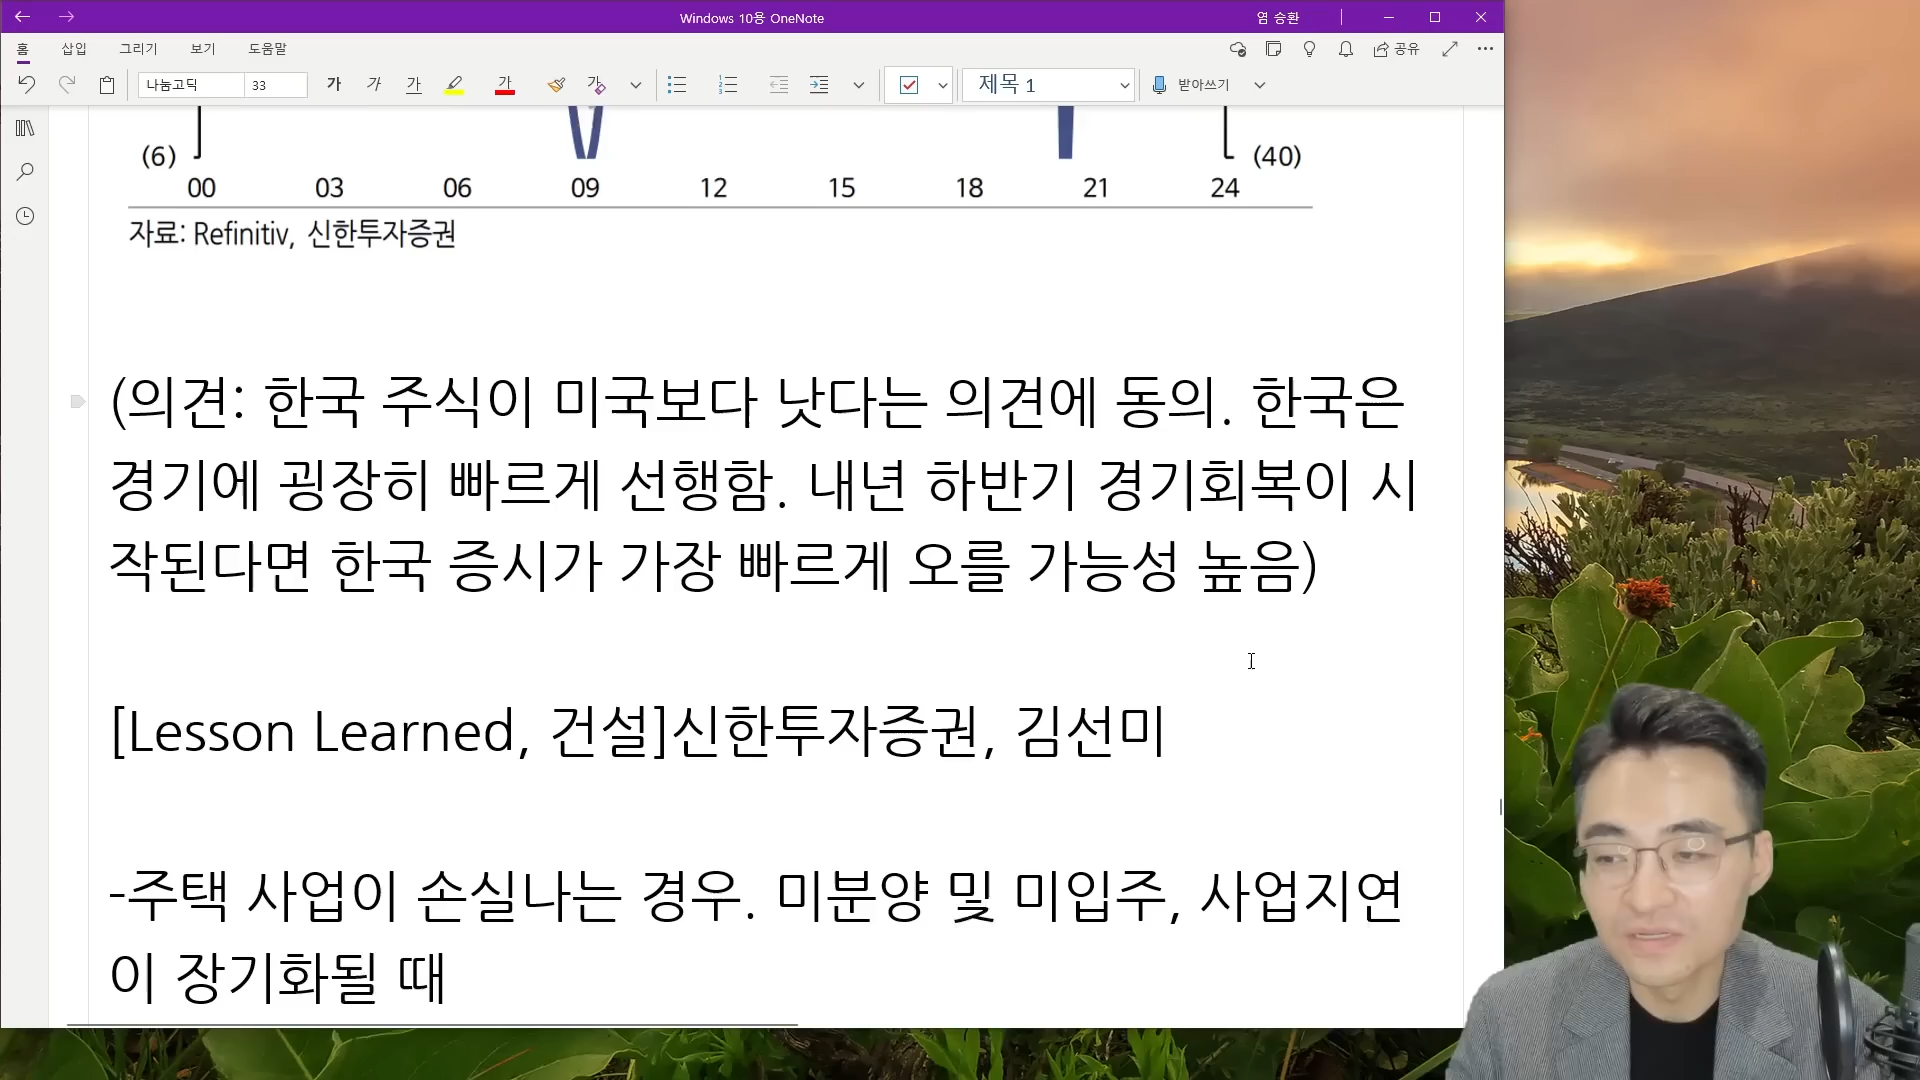 Windows 10용 OneNote
염 승환
홈 삽입 그리기 보기 도움말
공유
나눔고딕 33 가 가 가 가 가 제목 1 받아쓰기
(6) (40)
00 03 06 09 12 15 18 21 24
자료: Refinitiv, 신한투자증권
(의견: 한국 주식이 미국보다 낫다는 의견에 동의. 한국은
경기에 굉장히 빠르게 선행함. 내년 하반기 경기회복이 시
작된다면 한국 증시가 가장 빠르게 오를 가능성 높음)
[Lesson Learned, 건설]신한투자증권, 김선미
-주택 사업이 손실나는 경우. 미분양 및 미입주, 사업지연
이 장기화될 때